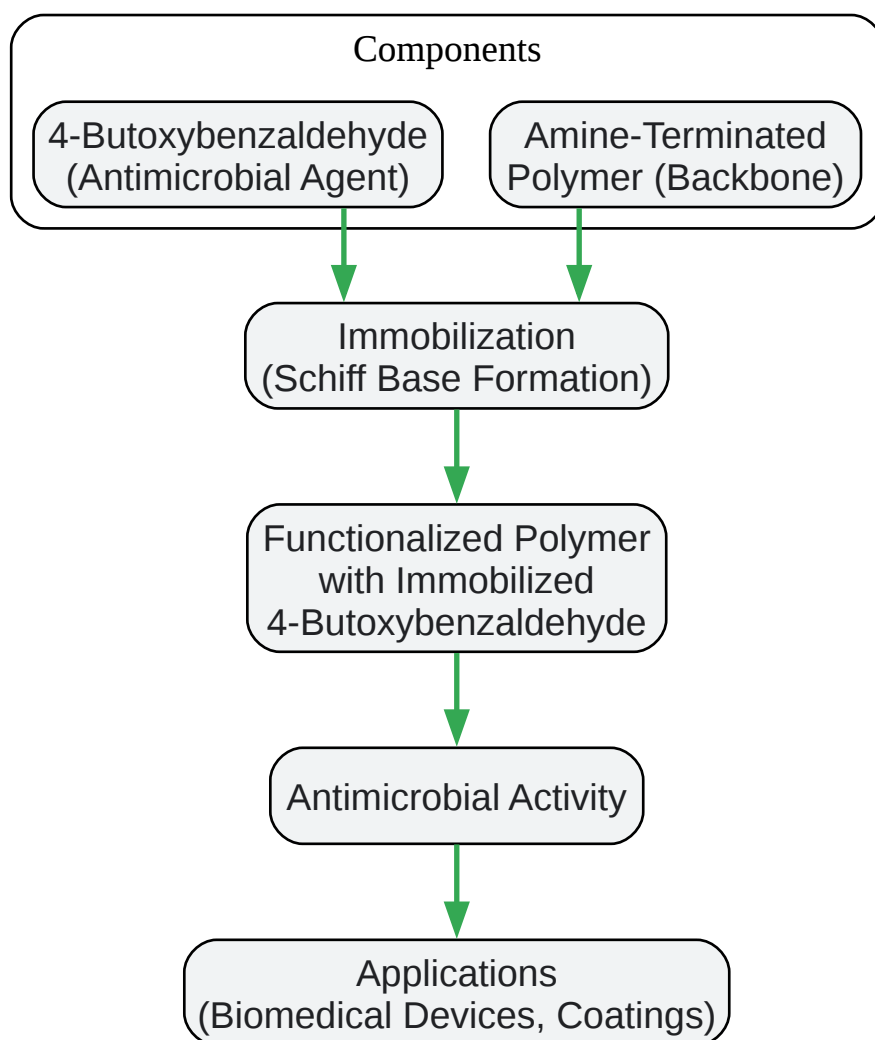 Components
4-Butoxybenzaldehyde
(Antimicrobial Agent)
Amine-Terminated
Polymer (Backbone)
Immobilization
(Schiff Base Formation)
Functionalized Polymer
with Immobilized
4-Butoxybenzaldehyde
Antimicrobial Activity
Applications
(Biomedical Devices, Coatings)